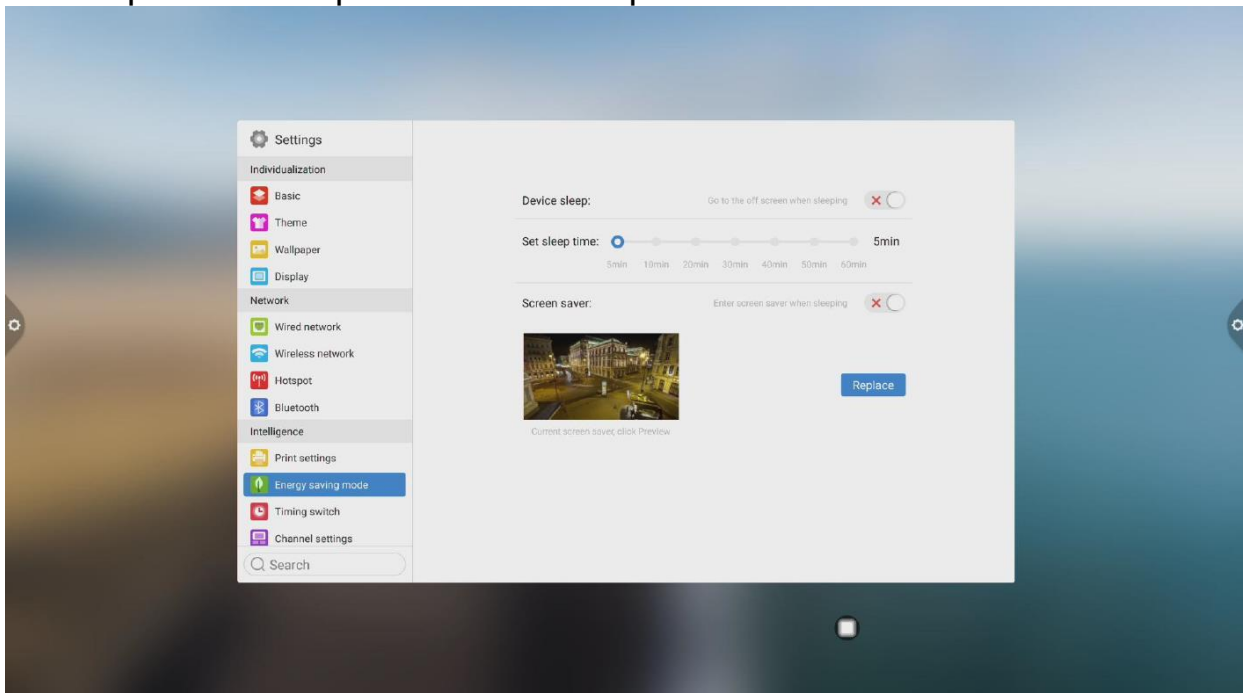 Settings
Individualization
Basic
Theme
Wallpaper
Display
Network
Wired network
Wireless network
Hotspot
Bluetooth
Intelligence
Print settings
Energy saving mode
Timing switch
Channel settings
Search
Device sleep: Go to the off screen when sleeping
Set sleep time: 5min
5min 10min 20min 30min 40min 50min 60min
Screen saver: Enter screen saver when sleeping
Replace
Current screen saver, click Preview